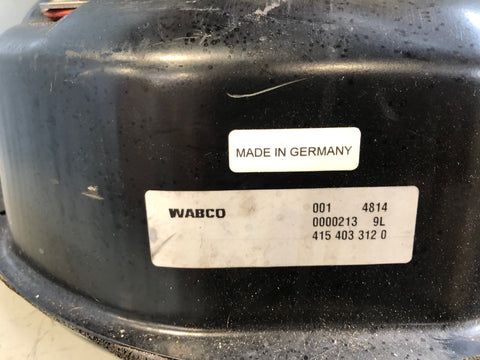 MADE IN GERMANY
WABCO 001 4814
0000213 9L
415 403 312 0